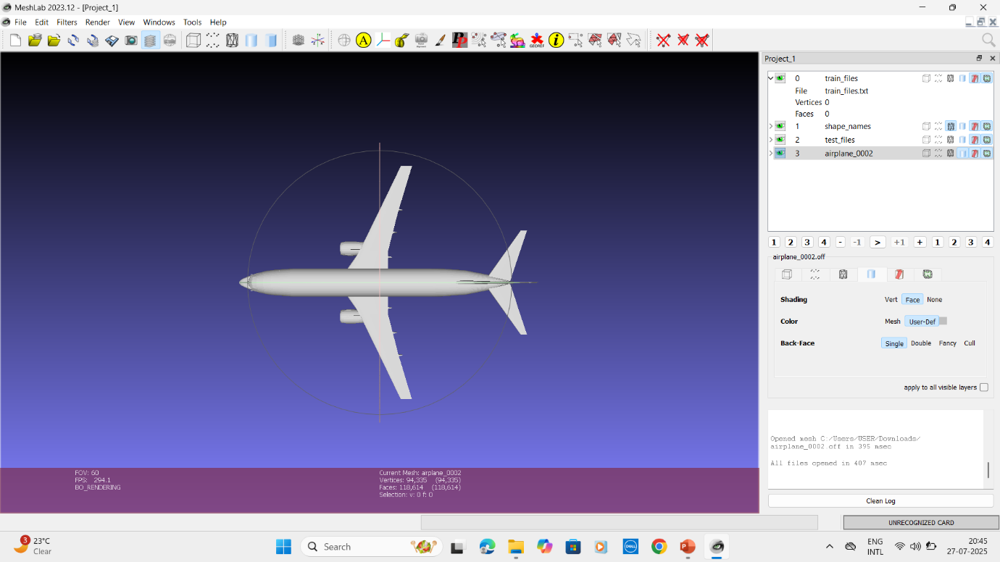 MeshLab 2023.12 - [Project_1]
File Edit Filters Render View Windows Tools Help
A
Pp
GEOREF
i
Project_1
0 train_files
File train_files.txt
Vertices 0
Faces 0
1 shape_names
2 test_files
3 airplane_0002
1 2 3 4 - -1 > +1 + 1 2 3 4
airplane_0002.off
Shading Vert Face None
Color Mesh User-Def
Back-Face Single Double Fancy Cull
apply to all visible layers
Opened mesh C:/Users/USER/Downloads/
airplane_0002.off in 395 msec
All files opened in 407 msec
Clean Log
FOV: 60
FPS: 294.1
BO_RENDERING
Current Mesh: airplane_0002
Vertices: 94,335 (94,335)
Faces: 118,614 (118,614)
Selection: v: 0 f: 0
UNRECOGNIZED CARD
3
23°C
Clear
Search
DELL
ENG
INTL
20:45
27-07-2025